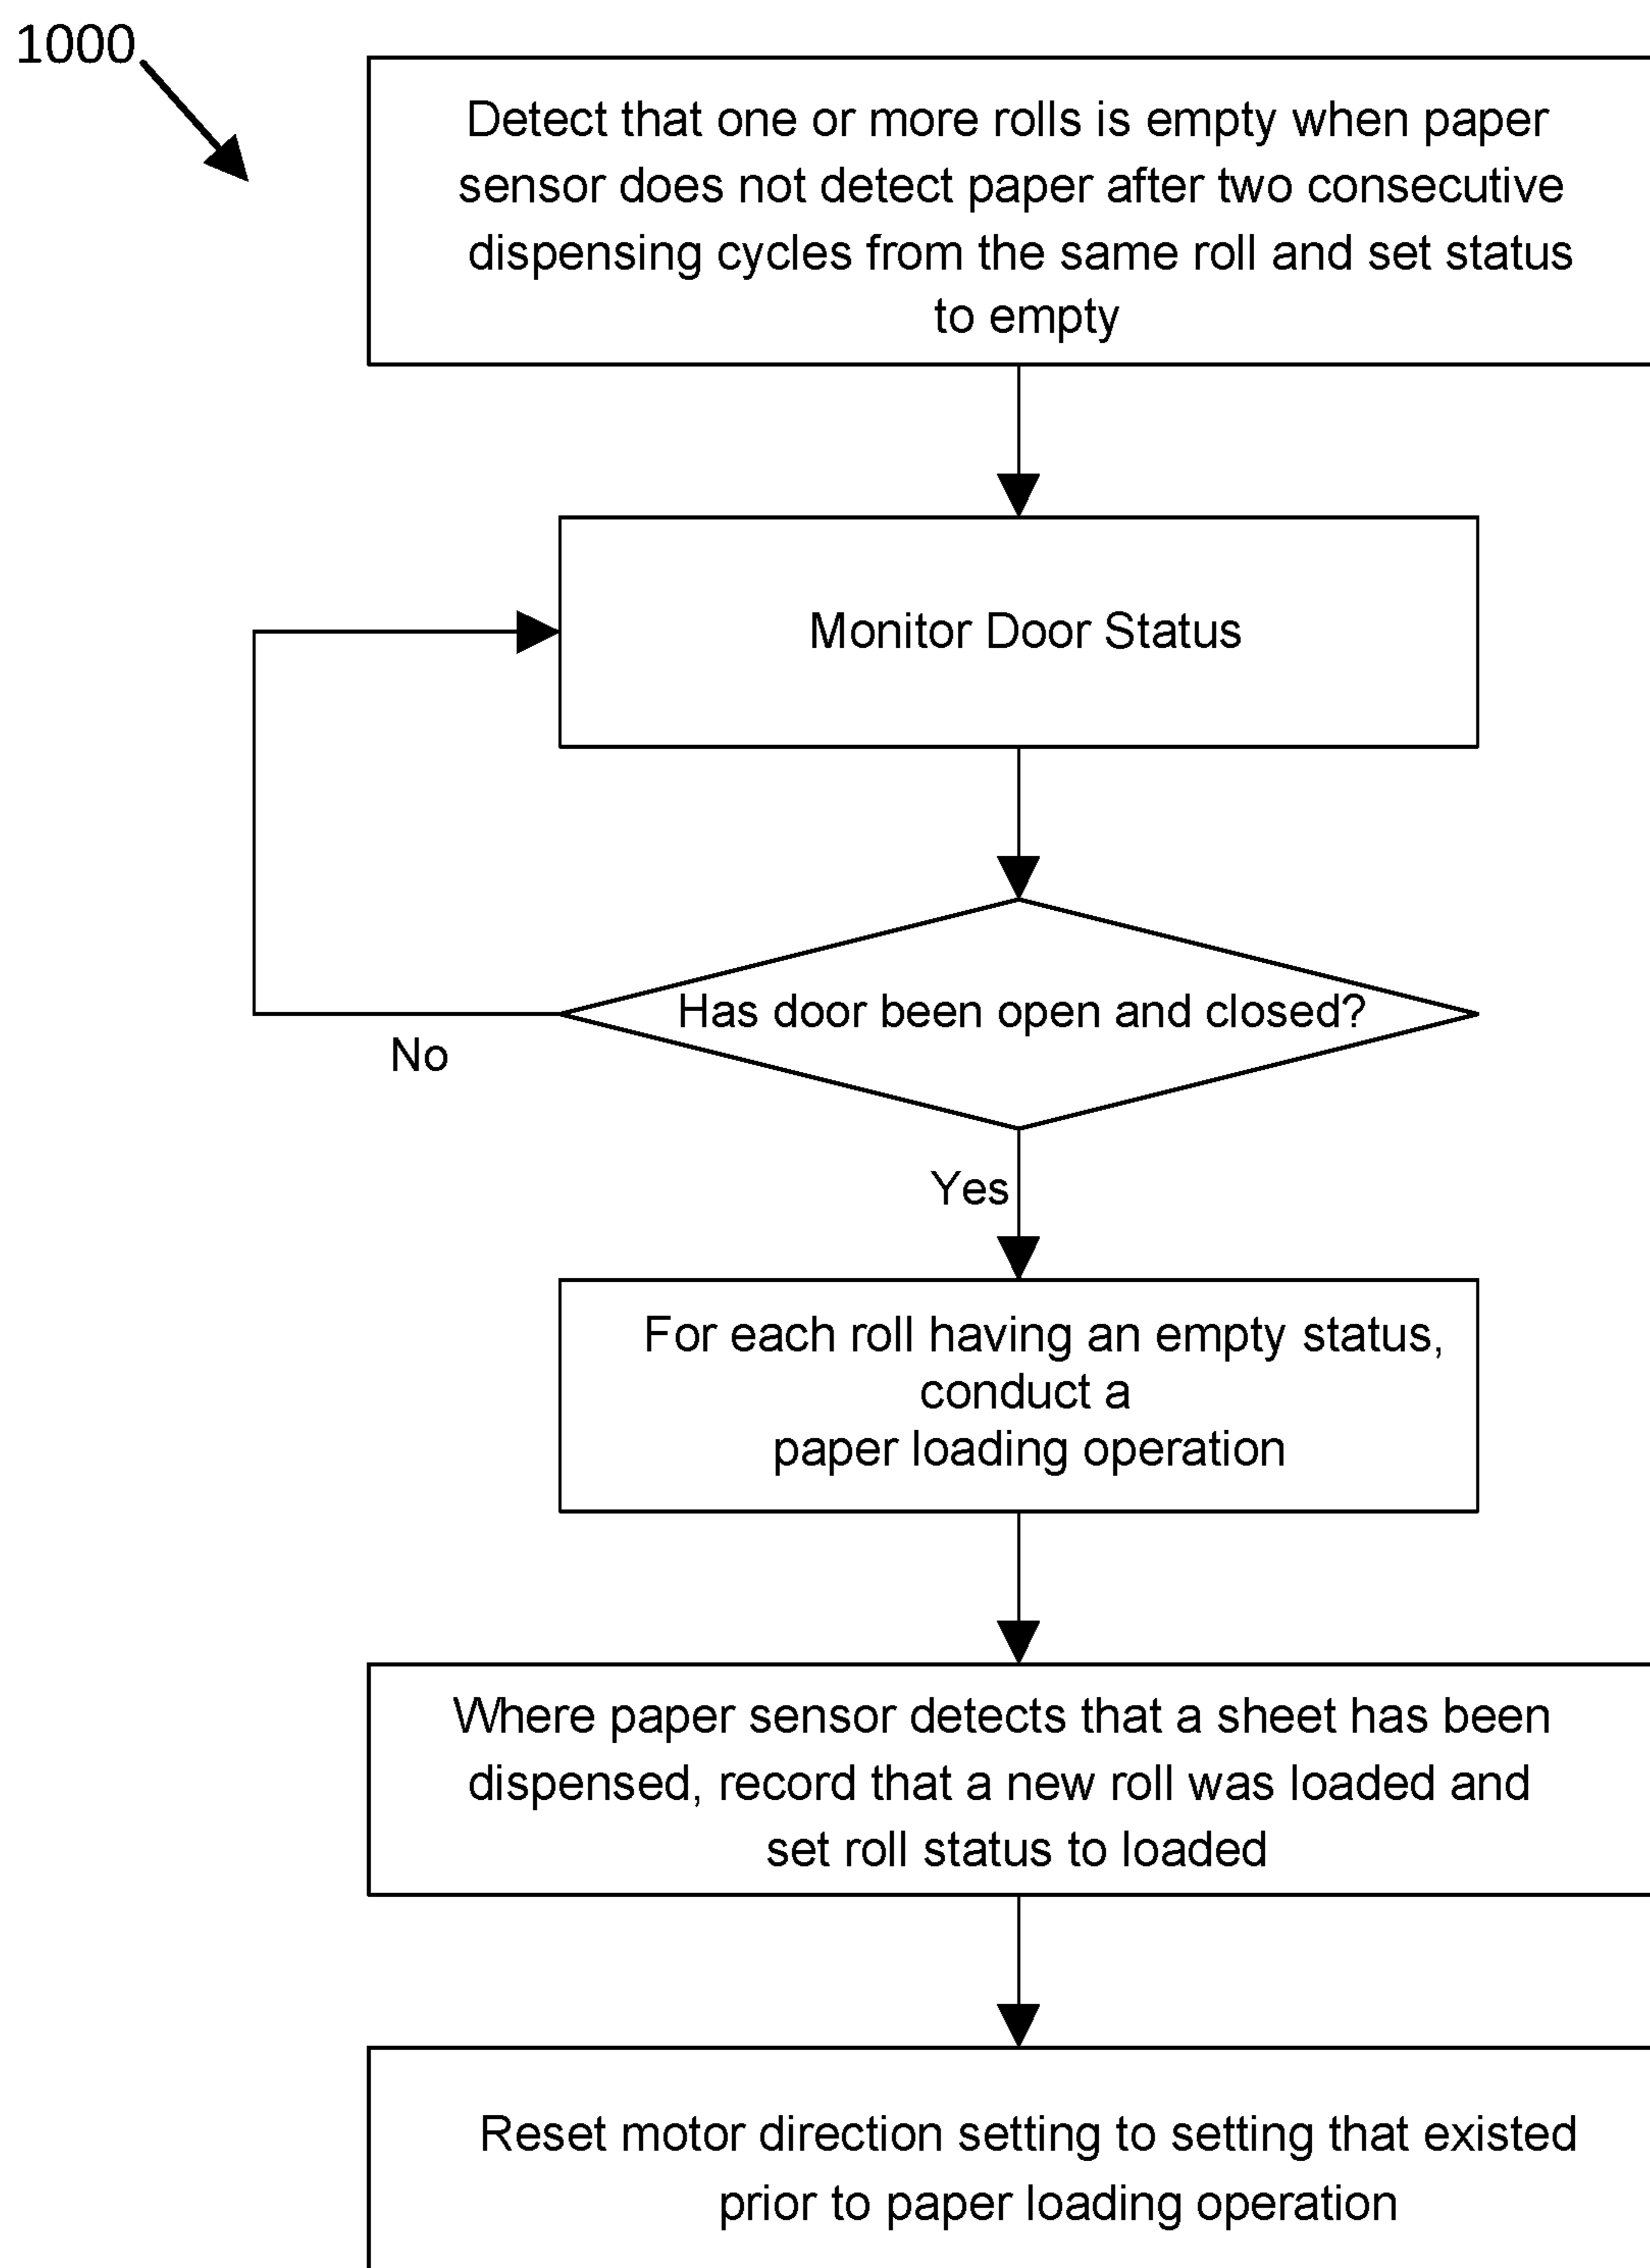 1000
Detect that one or more rolls is empty when paper
sensor does not detect paper after two consecutive
dispensing cycles from the same roll and set status
to empty
Monitor Door Status
Has door been open and closed?
No
Yes
For each roll having an empty status,
conduct a
paper loading operation
Where paper sensor detects that a sheet has been
dispensed, record that a new roll was loaded and
set roll status to loaded
Reset motor direction setting to setting that existed
prior to paper loading operation